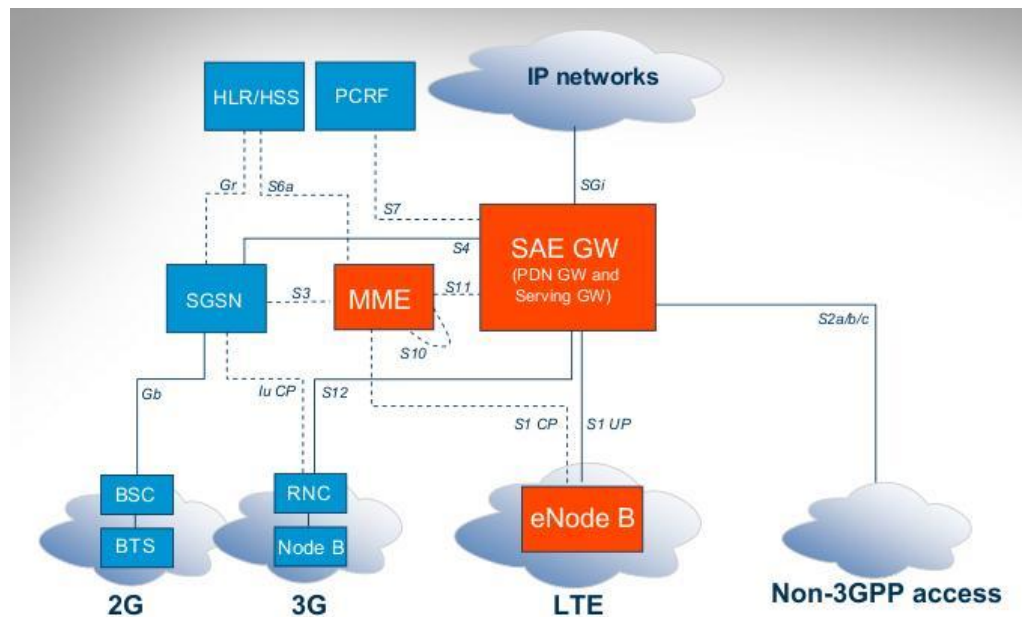 IP networks
HLR/HSS
PCRF
Gr
S6a
S7
SGi
S4
SAE GW
(PDN GW and
Serving GW)
SGSN
S3
MME
S11
S10
S2a/b/c
Gb
Iu CP
S12
S1 CP
S1 UP
BSC
BTS
RNC
Node B
eNode B
2G
3G
LTE
Non-3GPP access